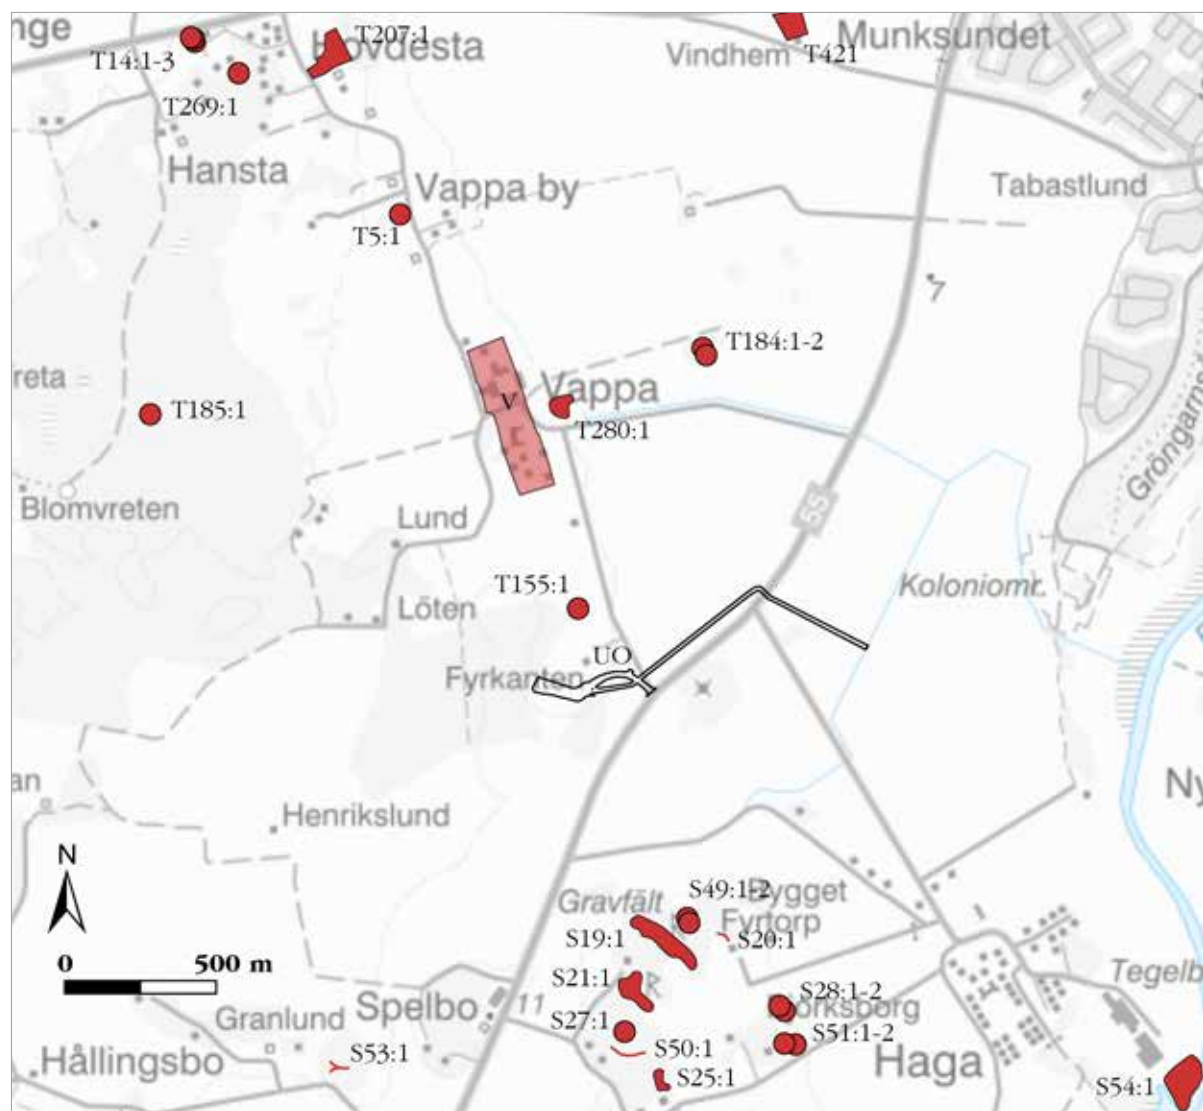 nge
T207:1
Hovdesta
T14:1-3
T269:1
Hansta
Vindhem
T421
Munksundet
Tabastlund
Vappa by
T5:1
7
T184:1-2
Vappa
T280:1
V
reta
T185:1
Blomvreten
Lund
55
Löten
T155:1
Koloniomr.
UO
Fyrkanten
an
Henrikslund
Ny
N
0
500 m
S49:1-2
Bygget
Gravfält
Fyrtorp
S19:1
S20:1
S21:1
R
Tegelb
Spelbo
11
S28:1-2
Granlund
S27:1
S51:1-2
Hållingsbo
S53:1
S50:1
Haga
S25:1
S54:1